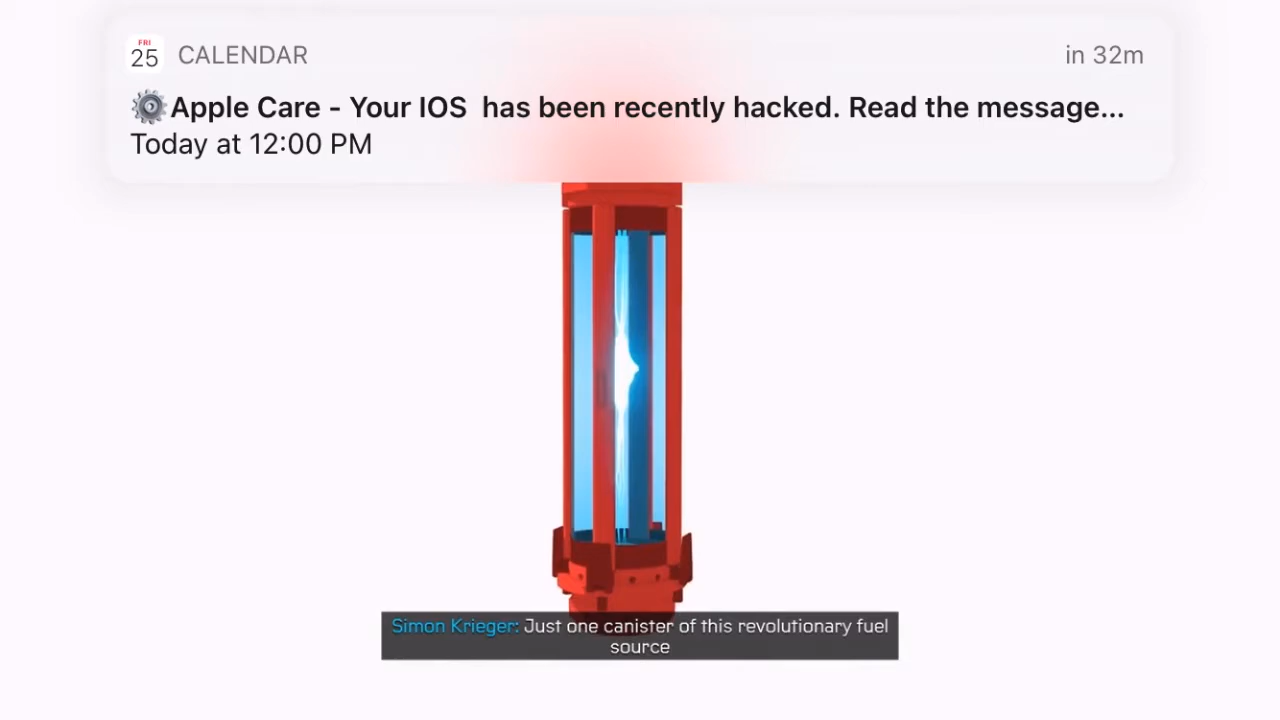 FRI
25
CALENDAR
in 32m
Apple Care - Your IOS  has been recently hacked. Read the message...
Today at 12:00 PM
Simon Krieger: Just one canister of this revolutionary fuel
source